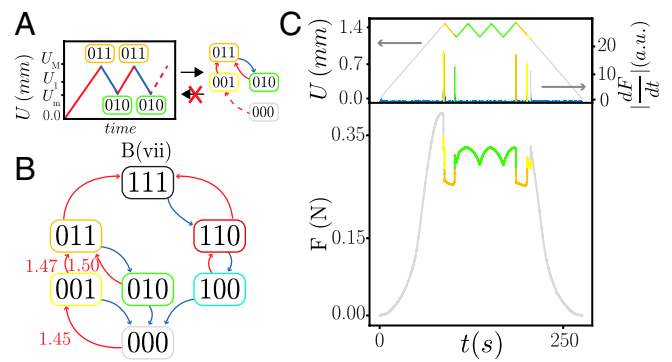 A
U (mm)
U_M
U_1
U_m
0.0
011
011
010
010
time
011
001
010
000
B
B(vii)
111
011
110
1.47
1.50
001
010
100
1.45
000
C
U (mm)
1.4
0.7
0.0
20
10
0
|dF/dt|(a.u.)
F (N)
0.35
0.15
0.00
0
250
t(s)